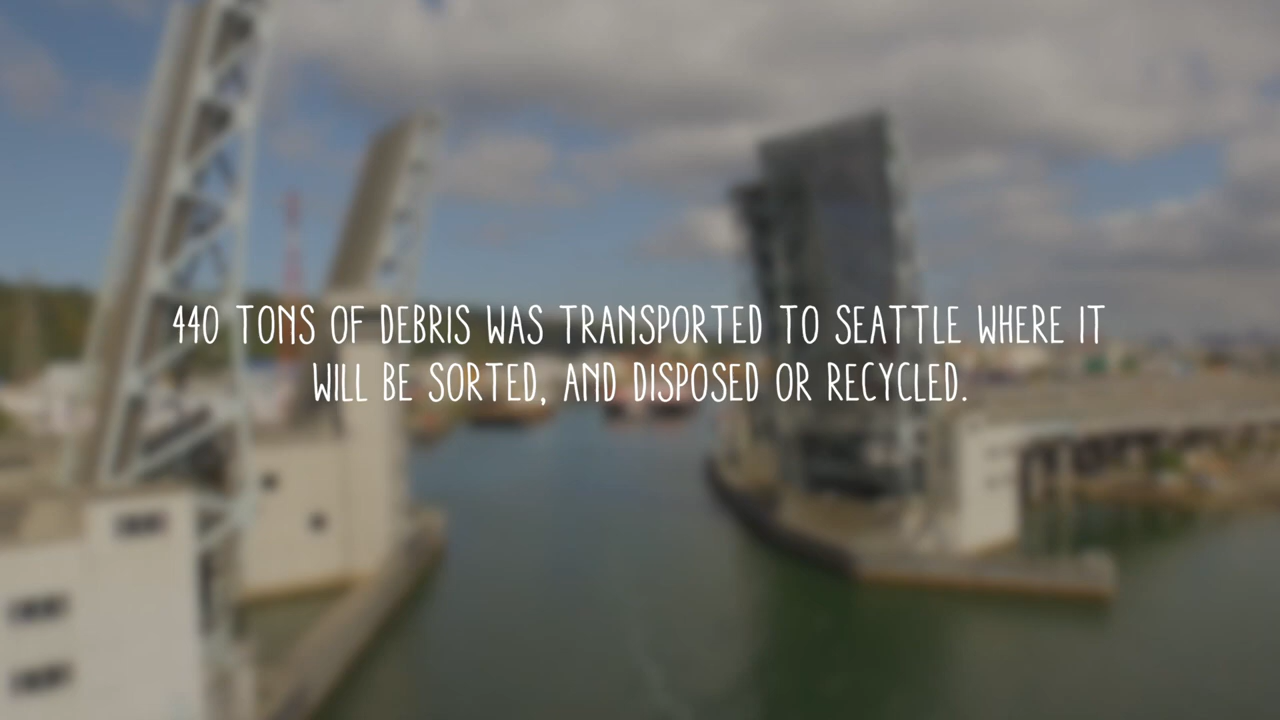 440 TONS OF DEBRIS WAS TRANSPORTED TO SEATTLE WHERE IT
WILL BE SORTED, AND DISPOSED OR RECYCLED.